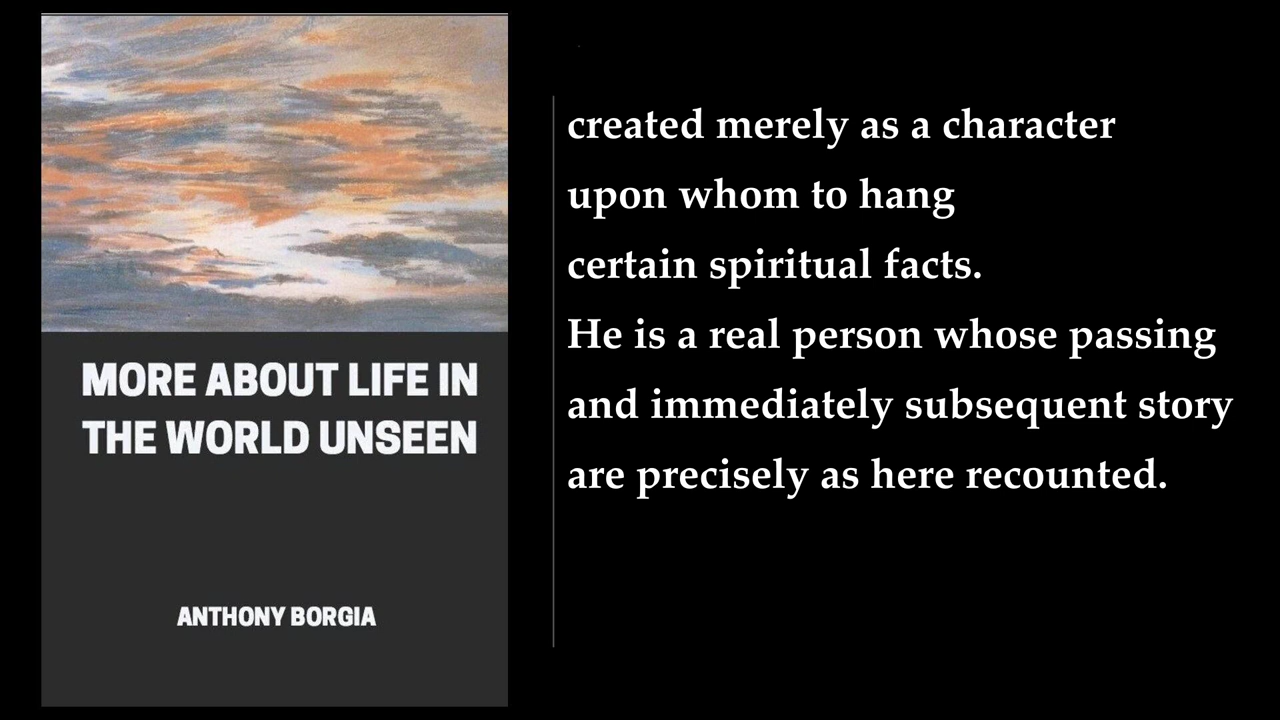 MORE ABOUT LIFE IN
THE WORLD UNSEEN
ANTHONY BORGIA
created merely as a character
upon whom to hang
certain spiritual facts.
He is a real person whose passing
and immediately subsequent story
are precisely as here recounted.